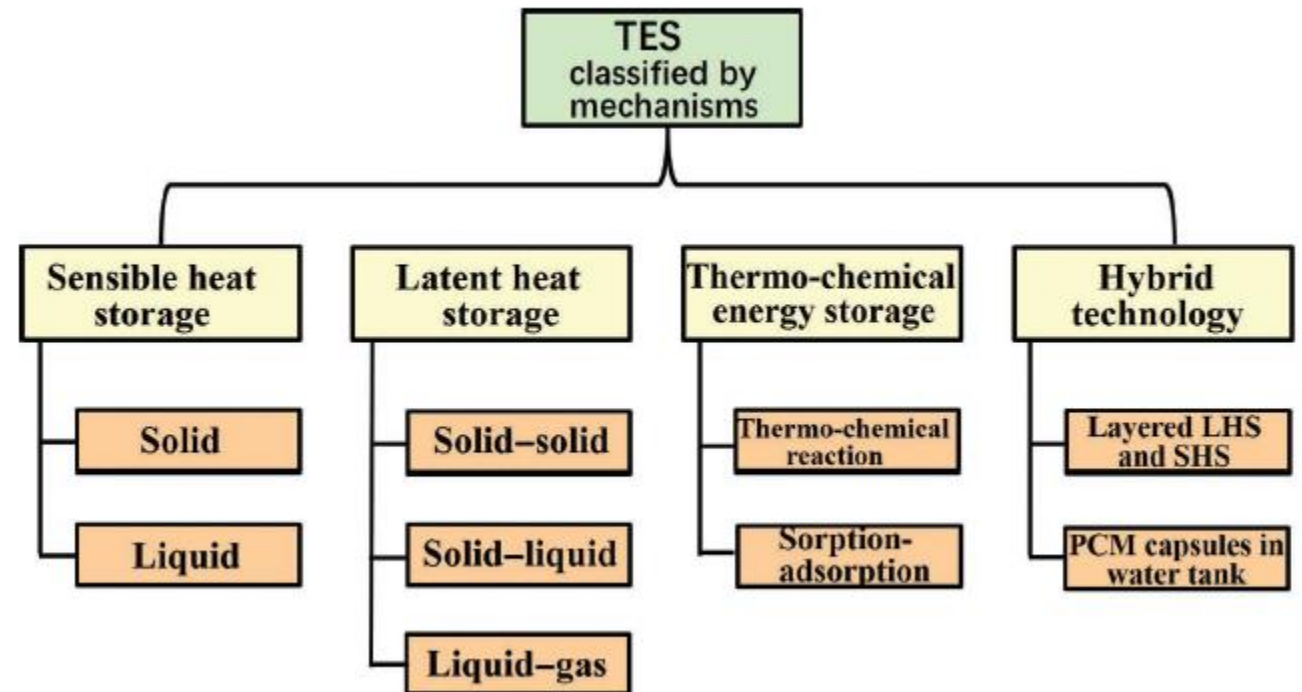 TES
classified by
mechanisms
Sensible heat
storage
Latent heat
storage
Thermo-chemical
energy storage
Hybrid
technology
Solid
Liquid
Solid–solid
Solid–liquid
Liquid–gas
Thermo-chemical
reaction
Sorption-
adsorption
Layered LHS
and SHS
PCM capsules in
water tank